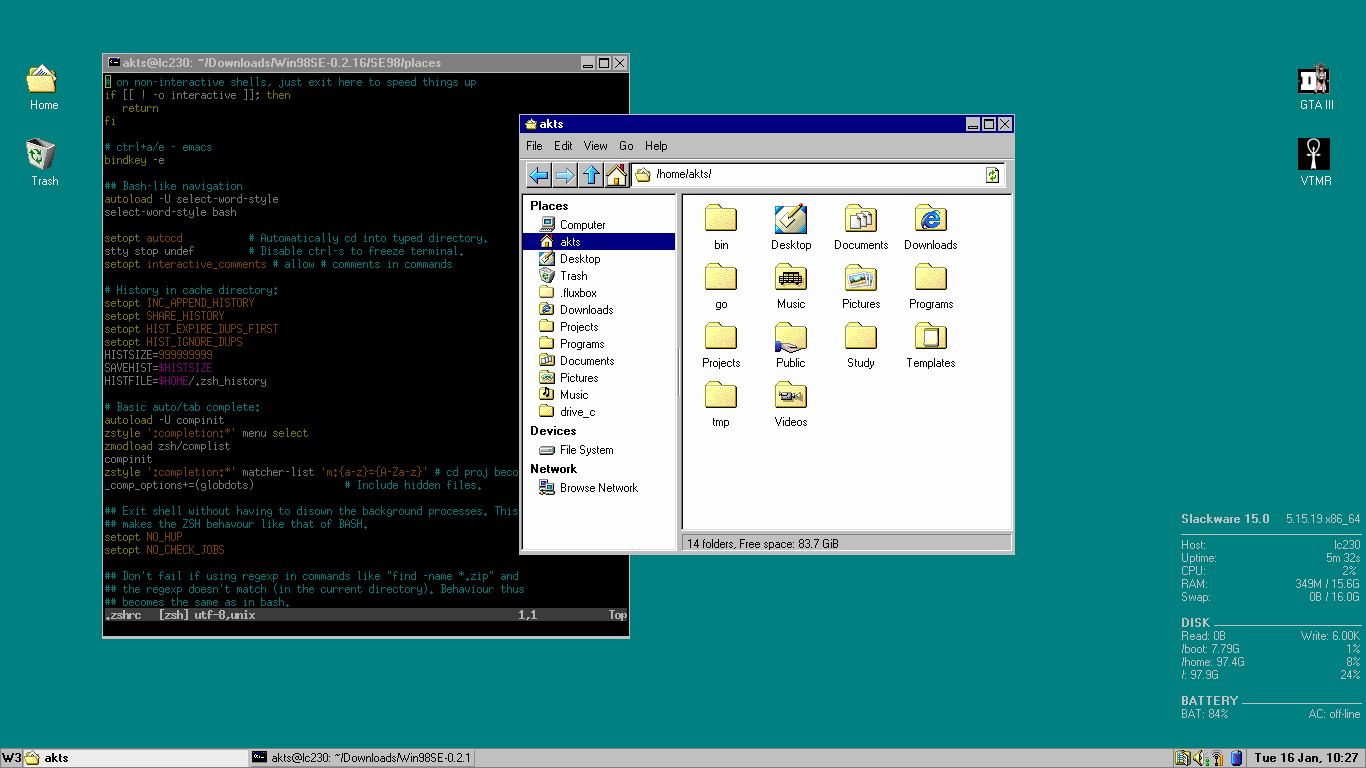 Home
Trash
akts@lc230: ~/Downloads/Win98SE-0.2.16/SE98/places
# on non-interactive shells, just exit here to speed things up
if [[ ! -o interactive ]]; then
return
fi
# ctrl+a/e - emacs
bindkey -e
## Bash-like navigation
autoload -U select-word-style
select-word-style bash
setopt autocd # Automatically cd into typed directory.
stty stop undef # Disable ctrl-s to freeze terminal.
setopt interactive_comments # allow # comments in commands
# History in cache directory:
setopt INC_APPEND_HISTORY
setopt SHARE_HISTORY
setopt HIST_EXPIRE_DUPS_FIRST
setopt HIST_IGNORE_DUPS
HISTSIZE=999999999
SAVEHIST=$HISTSIZE
HISTFILE=$HOME/.zsh_history
# Basic auto/tab complete:
autoload -U compinit
zstyle ':completion:*' menu select
zmodload zsh/complist
compinit
zstyle ':completion:*' matcher-list 'm:{a-z}={A-Za-z}' # cd proj beco
_comp_options+=(globdots) # Include hidden files.
## Exit shell without having to disown the background processes. This
## makes the ZSH behavour like that of BASH.
setopt NO_HUP
setopt NO_CHECK_JOBS
## Don't fail if using regexp in commands like "find -name *.zip" and
## the regexp doesn't match (in the current directory). Behaviour thus
## becomes the same as in bash.
.zshrc [zsh] utf-8,unix 1,1 Top
akts
File Edit View Go Help
/home/akts/
Places
Computer
akts
Desktop
Trash
.fluxbox
Downloads
Projects
Programs
Documents
Pictures
Music
drive_c
Devices
File System
Network
Browse Network
bin Desktop Documents Downloads
go Music Pictures Programs
Projects Public Study Templates
tmp Videos
14 folders, Free space: 83.7 GiB
GTA III
VTMR
Slackware 15.0 5.15.19 x86_64
Host: lc230
Uptime: 5m 32s
CPU: 2%
RAM: 349M / 15.6G
Swap: 0B / 16.0G
DISK
Read: 0B Write: 6.00K
/boot: 7.79G 1%
/home: 97.4G 8%
/: 97.9G 24%
BATTERY
BAT: 84% AC: off-line
W3 akts akts@lc230: ~/Downloads/Win98SE-0.2.1 Tue 16 Jan, 10:27